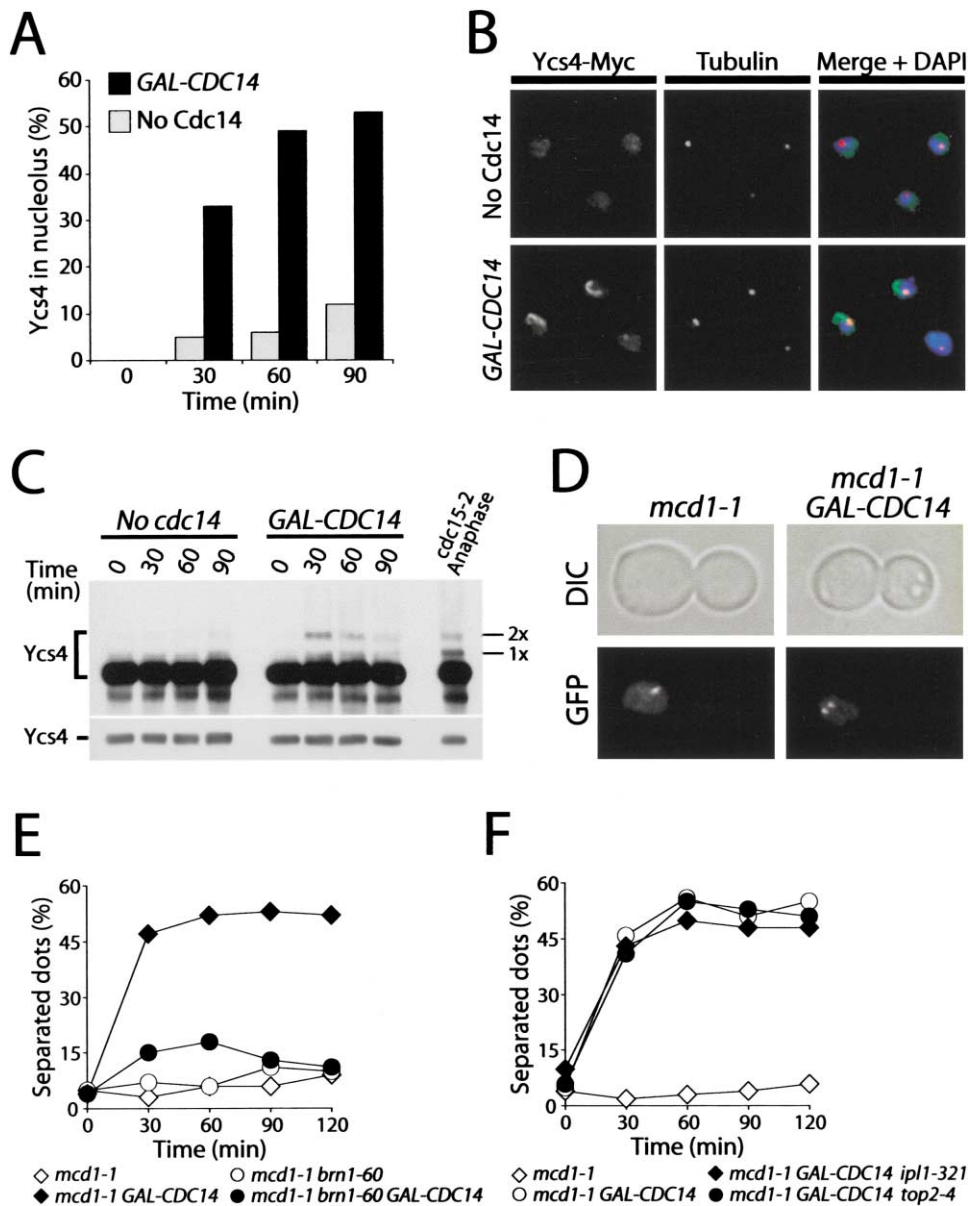 A
Ycs4 in nucleolus (%)
60
50
40
30
20
10
0
GAL-CDC14
No Cdc14
0 30 60 90
Time (min)
B
Ycs4-Myc Tubulin Merge + DAPI
No Cdc14
GAL-CDC14
C
No cdc14 GAL-CDC14 cdc15-2 Anaphase
Time (min)
0 30 60 90 0 30 60 90
Ycs4
2x
1x
Ycs4
D
mcd1-1 mcd1-1 GAL-CDC14
DIC
GFP
E
Separated dots (%)
60
45
30
15
0
0 30 60 90 120
Time (min)
mcd1-1 mcd1-1 brn1-60
mcd1-1 GAL-CDC14 mcd1-1 brn1-60 GAL-CDC14
F
Separated dots (%)
60
45
30
15
0
0 30 60 90 120
Time (min)
mcd1-1 mcd1-1 GAL-CDC14 ipl1-321
mcd1-1 GAL-CDC14 mcd1-1 GAL-CDC14 top2-4